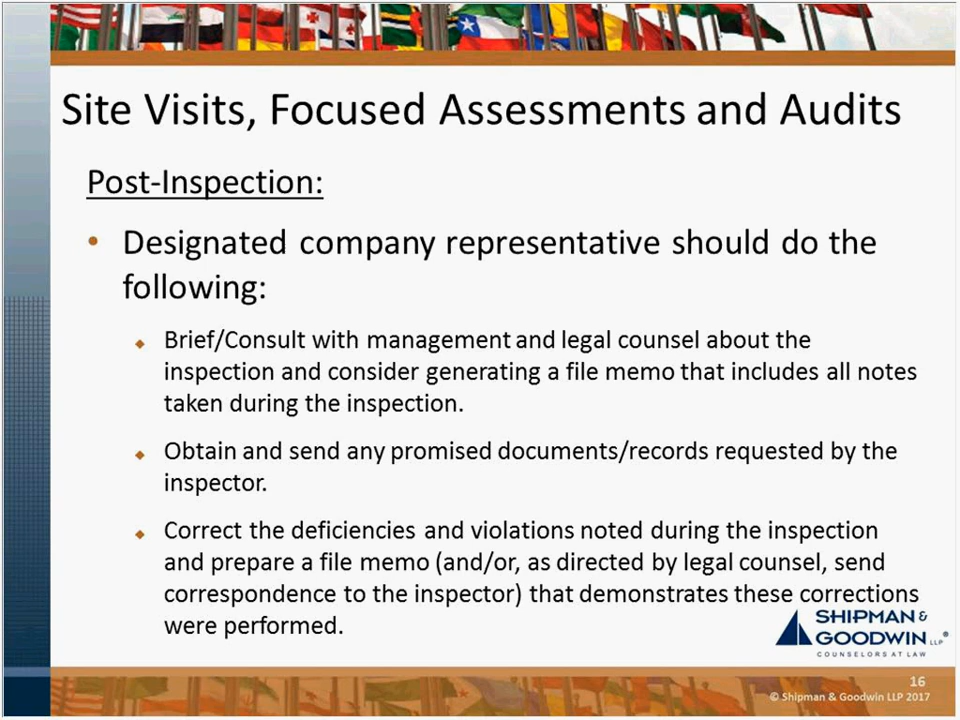 Site Visits, Focused Assessments and Audits
Post-Inspection:
• Designated company representative should do the
following:
◆ Brief/Consult with management and legal counsel about the
inspection and consider generating a file memo that includes all notes
taken during the inspection.
◆ Obtain and send any promised documents/records requested by the
inspector.
◆ Correct the deficiencies and violations noted during the inspection
and prepare a file memo (and/or, as directed by legal counsel, send
correspondence to the inspector) that demonstrates these corrections
were performed.
SHIPMAN &
GOODWIN LLP®
COUNSELORS AT LAW
16
© Shipman & Goodwin LLP 2017